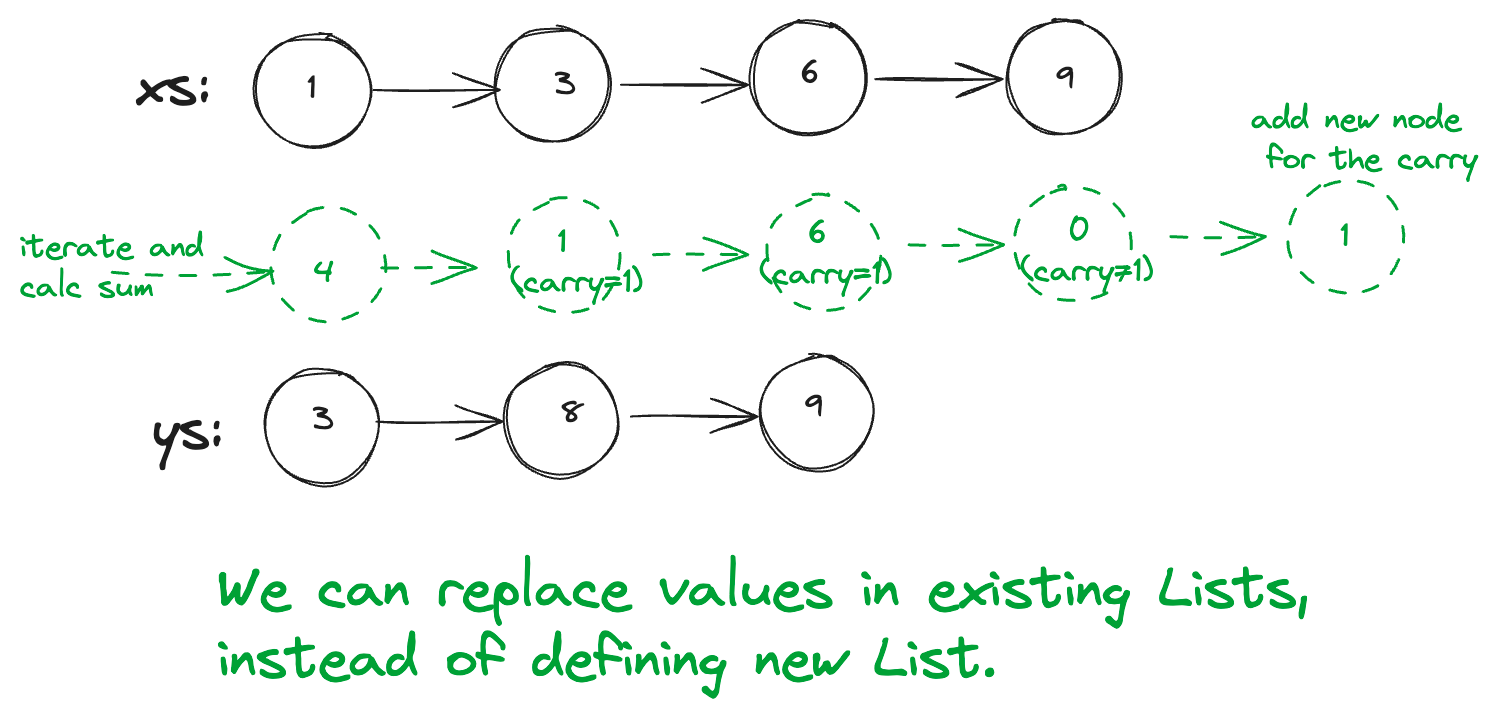 xs:
1
3
6
9
add new node
for the carry
iterate and
calc sum
4
1
(carry=1)
6
(carry=1)
0
(carry=1)
1
ys:
3
8
9
We can replace values in existing Lists,
instead of defining new List.